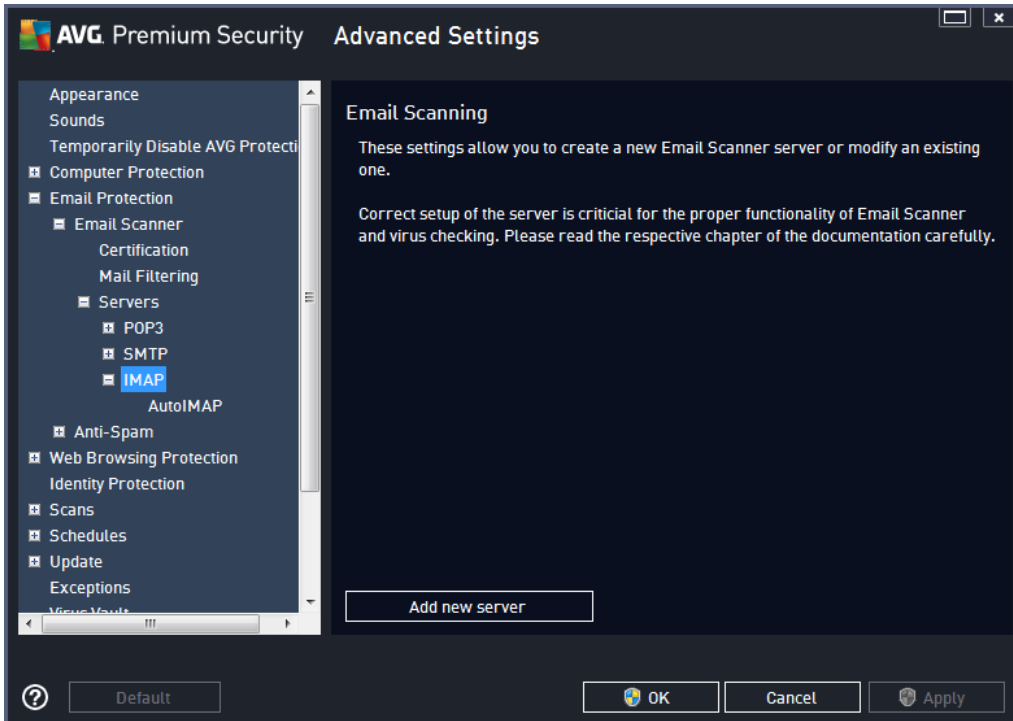 AVG. Premium Security
Advanced Settings
Appearance
Sounds
Temporarily Disable AVG Protecti
Computer Protection
Email Protection
Email Scanner
Certification
Mail Filtering
Servers
POP3
SMTP
IMAP
AutoIMAP
Anti-Spam
Web Browsing Protection
Identity Protection
Scans
Schedules
Update
Exceptions
Virus Vault
Email Scanning
These settings allow you to create a new Email Scanner server or modify an existing
one.
Correct setup of the server is criticial for the proper functionality of Email Scanner
and virus checking. Please read the respective chapter of the documentation carefully.
Add new server
Default
OK
Cancel
Apply